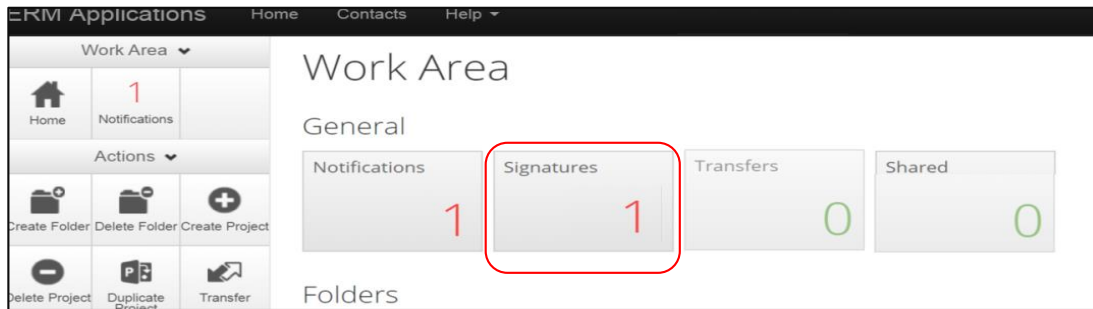 ERM Applications Home Contacts Help
Work Area
1
Home Notifications
Actions
Create Folder Delete Folder Create Project
Delete Project Duplicate Project Transfer
Work Area
General
Notifications Signatures Transfers Shared
1 1 0 0
Folders